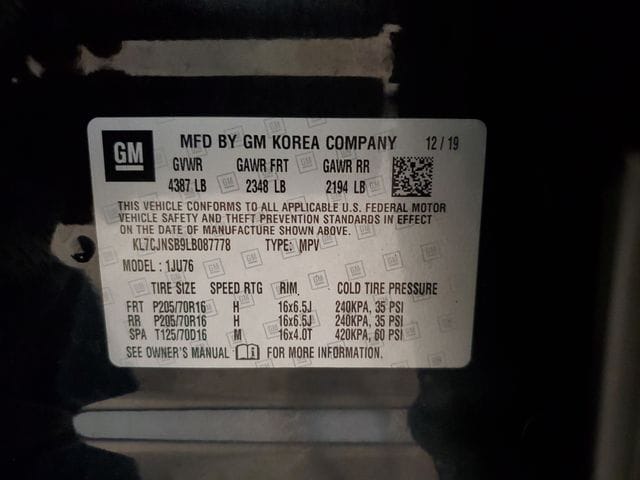 GM MFD BY GM KOREA COMPANY 12/19
GVWR GAWR FRT GAWR RR
4387 LB 2348 LB 2194 LB
THIS VEHICLE CONFORMS TO ALL APPLICABLE U.S. FEDERAL MOTOR
VEHICLE SAFETY AND THEFT PREVENTION STANDARDS IN EFFECT
ON THE DATE OF MANUFACTURE SHOWN ABOVE.
KL7CJNSB9LB087778 TYPE: MPV
MODEL: 1JU76
TIRE SIZE SPEED RTG RIM COLD TIRE PRESSURE
FRT P205/70R16 H 16x6.5J 240KPA, 35 PSI
RR P205/70R16 H 16x6.5J 240KPA, 35 PSI
SPA T125/70D16 M 16x4.0T 420KPA, 60 PSI
SEE OWNER'S MANUAL FOR MORE INFORMATION.